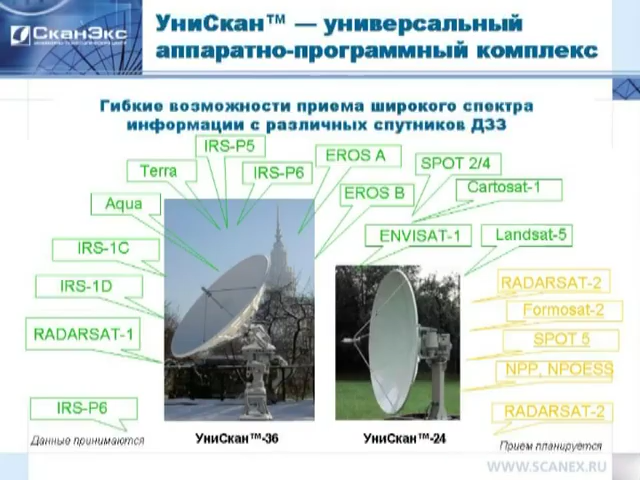 СканЭкс
УниСкан™ — универсальный
аппаратно-программный комплекс
Гибкие возможности приема широкого спектра
информации с различных спутников ДЗЗ
IRS-P5
EROS A
SPOT 2/4
Terra
IRS-P6
Cartosat-1
EROS B
Aqua
ENVISAT-1
Landsat-5
IRS-1C
IRS-1D
RADARSAT-2
Formosat-2
RADARSAT-1
SPOT 5
NPP, NPOESS
IRS-P6
RADARSAT-2
Данные принимаются
УниСкан™-36
УниСкан™-24
Прием планируется
WWW.SCANEX.RU